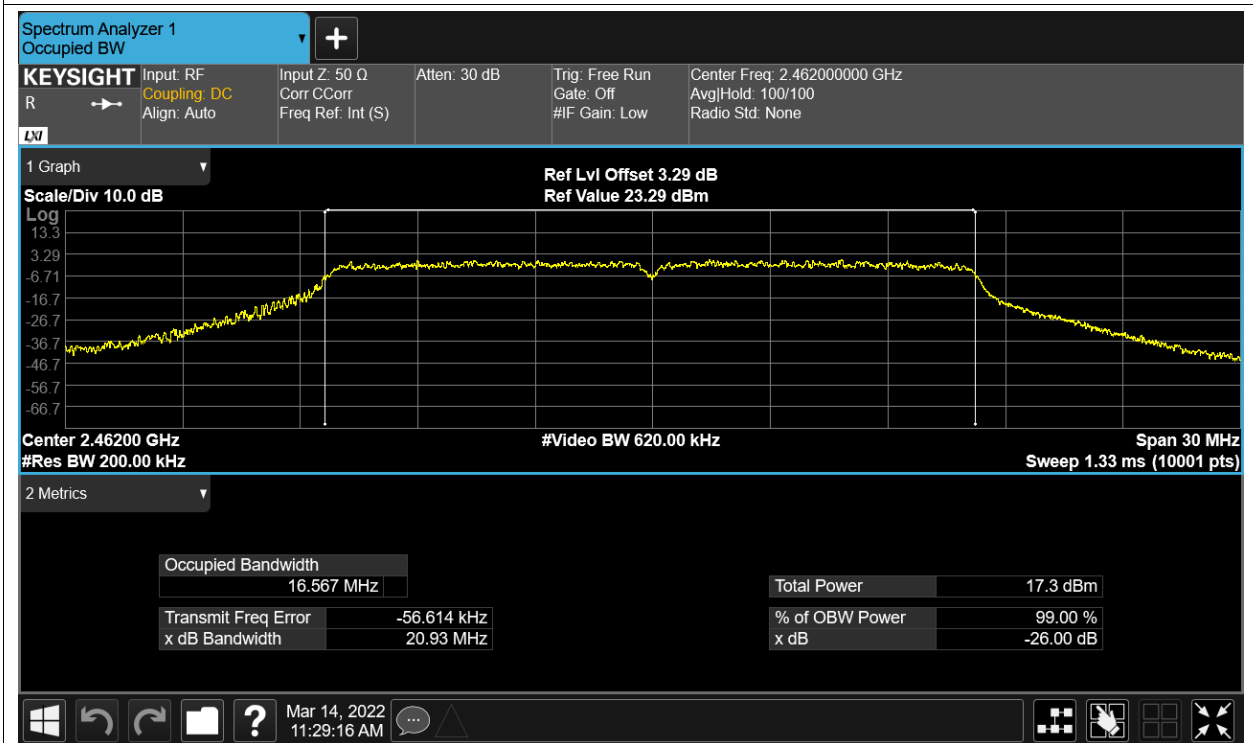 Spectrum Analyzer 1
Occupied BW
KEYSIGHT
R
LXI
Input: RF
Coupling: DC
Align: Auto
Input Z: 50 Ω
Corr CCorr
Freq Ref: Int (S)
Atten: 30 dB
Trig: Free Run
Gate: Off
#IF Gain: Low
Center Freq: 2.462000000 GHz
Avg|Hold: 100/100
Radio Std: None
1 Graph
Scale/Div 10.0 dB
Ref Lvl Offset 3.29 dB
Ref Value 23.29 dBm
Log
13.3
3.29
-6.71
-16.7
-26.7
-36.7
-46.7
-56.7
-66.7
Center 2.46200 GHz
#Res BW 200.00 kHz
#Video BW 620.00 kHz
Span 30 MHz
Sweep 1.33 ms (10001 pts)
2 Metrics
Occupied Bandwidth
16.567 MHz
Transmit Freq Error -56.614 kHz
x dB Bandwidth 20.93 MHz
Total Power 17.3 dBm
% of OBW Power 99.00 %
x dB -26.00 dB
?
Mar 14, 2022
11:29:16 AM